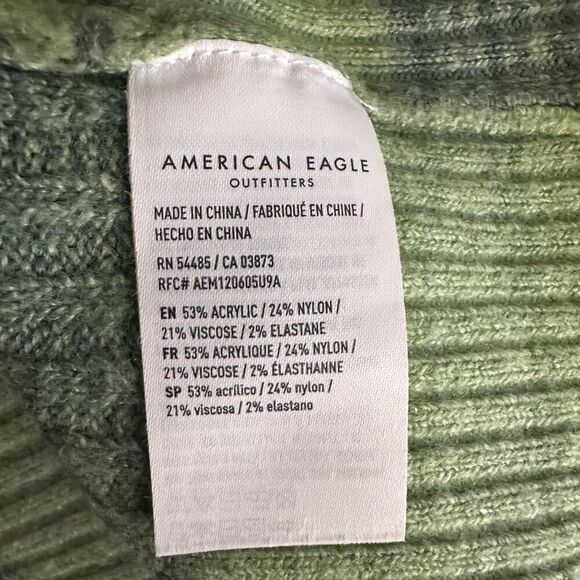 AMERICAN EAGLE
OUTFITTERS
MADE IN CHINA / FABRIQUÉ EN CHINE /
HECHO EN CHINA
RN 54485 / CA 03873
RFC# AEM120605U9A
EN 53% ACRYLIC / 24% NYLON /
21% VISCOSE / 2% ELASTANE
FR 53% ACRYLIQUE / 24% NYLON /
21% VISCOSE / 2% ÉLASTHANNE
SP 53% acrílico / 24% nylon /
21% viscosa / 2% elastano